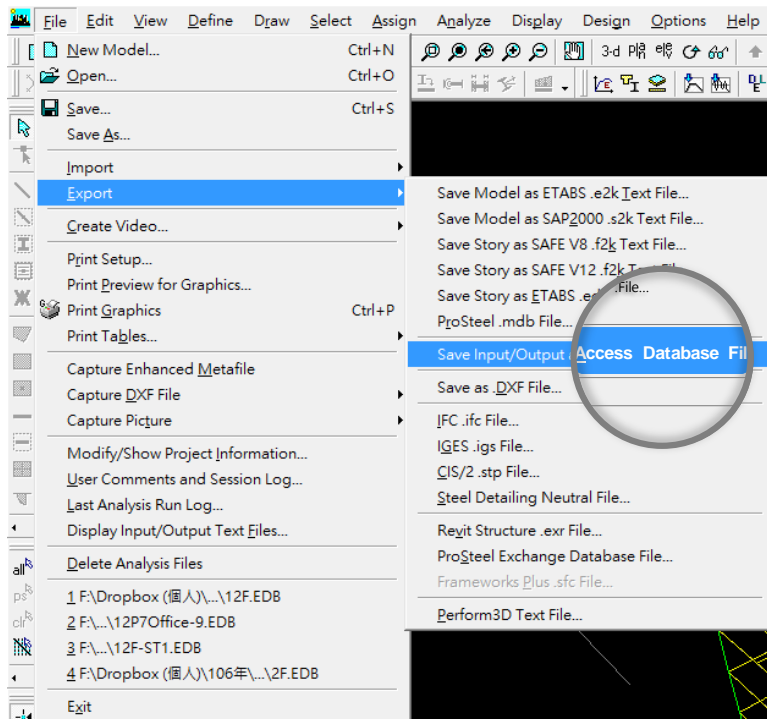 File Edit View Define Draw Select Assign Analyze Display Design Options Help
New Model... Ctrl+N
Open... Ctrl+O
Save... Ctrl+S
Save As...
Import
Export
Create Video...
Print Setup...
Print Preview for Graphics...
Print Graphics Ctrl+P
Print Tables...
Capture Enhanced Metafile
Capture DXF File
Capture Picture
Modify/Show Project Information...
User Comments and Session Log...
Last Analysis Run Log...
Display Input/Output Text Files...
Delete Analysis Files
1 F:\Dropbox (個人)\...\12F.EDB
2 F:\...\12P7Office-9.EDB
3 F:\...\12F-ST1.EDB
4 F:\Dropbox (個人)\106年\...\2F.EDB
Exit
3-d
all
ps
clr
Save Model as ETABS .e2k Text File...
Save Model as SAP2000 .s2k Text File...
Save Story as SAFE V8 .f2k Text File...
Save Story as SAFE V12 .f2k
Save Story as ETABS
.File...
ProSteel .mdb File...
Save Input/Output
Access Database
Save as .DXF File...
IFC .ifc File...
IGES .igs File...
CIS/2 .stp File...
Steel Detailing Neutral File...
Revit Structure .exr File...
ProSteel Exchange Database File...
Frameworks Plus .sfc File...
Perform3D Text File...